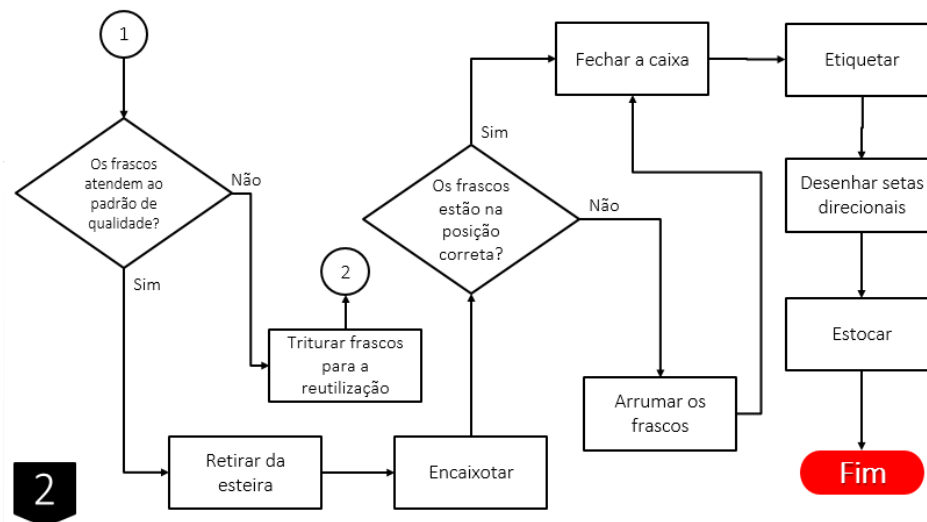 1
Os frascos
atendem ao
padrão de
qualidade?
Não
Sim
2
Triturar frascos
para a
reutilização
Retirar da
esteira
Encaixotar
Os frascos
estão na
posição
correta?
Sim
Não
Arrumar os
frascos
Fechar a caixa
Etiquetar
Desenhar setas
direcionais
Estocar
Fim
2